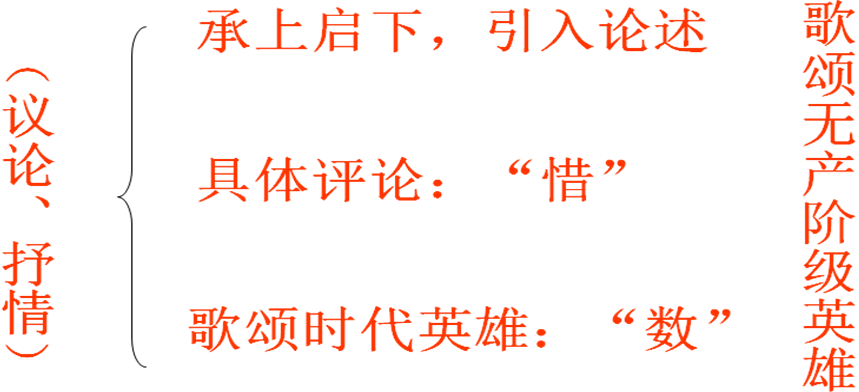 （议论、抒情）
承上启下，引入论述
具体评论：“惜”
歌颂时代英雄：“数”
歌颂无产阶级英雄